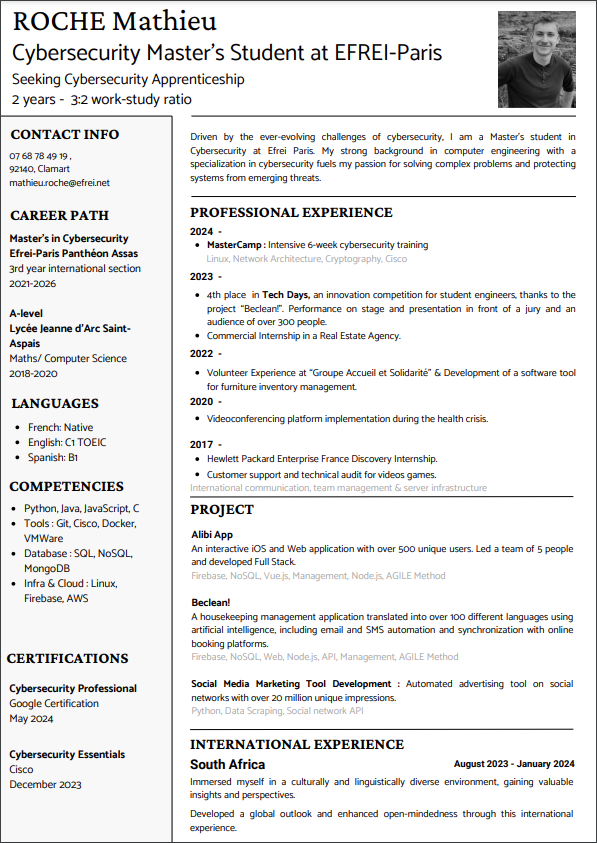 ROCHE Mathieu
Cybersecurity Master's Student at EFREI-Paris
Seeking Cybersecurity Apprenticeship
2 years - 3:2 work-study ratio
CONTACT INFO
07 68 78 49 19 ,
92140, Clamart
mathieu.roche@efrei.net
CAREER PATH
Master's in Cybersecurity
Efrei-Paris Panthéon Assas
3rd year international section
2021-2026
A-level
Lycée Jeanne d'Arc Saint-
Aspais
Maths/ Computer Science
2018-2020
LANGUAGES
• French: Native
• English: C1 TOEIC
• Spanish: B1
COMPETENCIES
• Python, Java, JavaScript, C
• Tools : Git, Cisco, Docker,
VMWare
• Database : SQL, NoSQL,
MongoDB
• Infra & Cloud : Linux,
Firebase, AWS
CERTIFICATIONS
Cybersecurity Professional
Google Certification
May 2024
Cybersecurity Essentials
Cisco
December 2023
Driven by the ever-evolving challenges of cybersecurity, I am a Master's student in
Cybersecurity at Efrei Paris. My strong background in computer engineering with a
specialization in cybersecurity fuels my passion for solving complex problems and protecting
systems from emerging threats.
PROFESSIONAL EXPERIENCE
2024 -
• MasterCamp : Intensive 6-week cybersecurity training
Linux, Network Architecture, Cryptography, Cisco
2023 -
• 4th place in Tech Days, an innovation competition for student engineers, thanks to the
project "Beclean!". Performance on stage and presentation in front of a jury and an
audience of over 300 people.
• Commercial Internship in a Real Estate Agency.
2022 -
• Volunteer Experience at "Groupe Accueil et Solidarité" & Development of a software tool
for furniture inventory management.
2020 -
• Videoconferencing platform implementation during the health crisis.
2017 -
• Hewlett Packard Enterprise France Discovery Internship.
• Customer support and technical audit for videos games.
International communication, team management & server infrastructure
PROJECT
Alibi App
An interactive iOS and Web application with over 500 unique users. Led a team of 5 people
and developed Full Stack.
Firebase, NoSQL, Vue.js, Management, Node.js, AGILE Method
Beclean!
A housekeeping management application translated into over 100 different languages using
artificial intelligence, including email and SMS automation and synchronization with online
booking platforms.
Firebase, NoSQL, Web, Node.js, API, Management, AGILE Method
Social Media Marketing Tool Development : Automated advertising tool on social
networks with over 20 million unique impressions.
Python, Data Scraping, Social network API
INTERNATIONAL EXPERIENCE
South Africa August 2023 - January 2024
Immersed myself in a culturally and linguistically diverse environment, gaining valuable
insights and perspectives.
Developed a global outlook and enhanced open-mindedness through this international
experience.